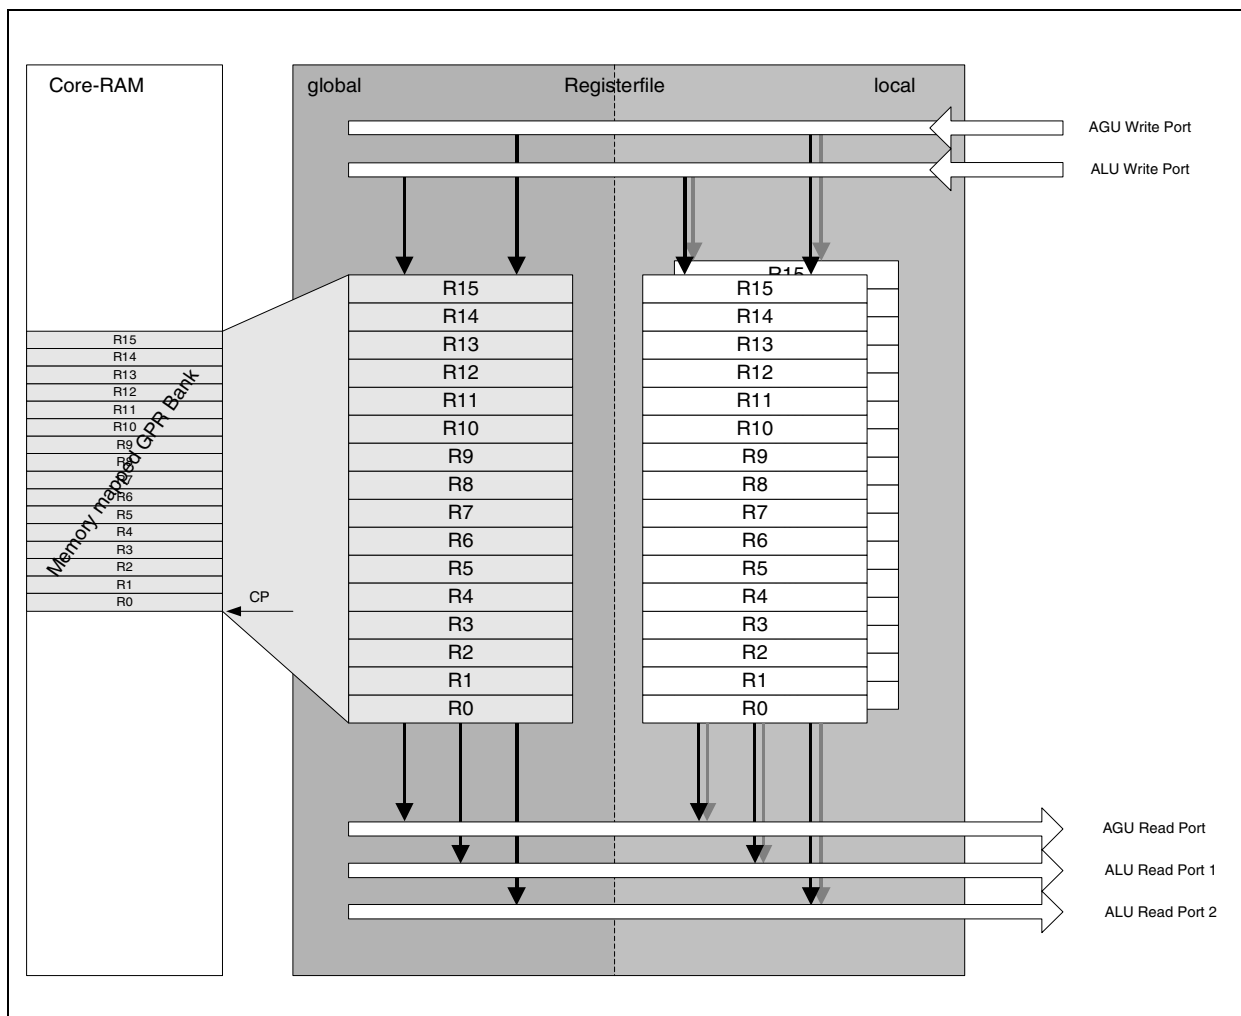 Core-RAM
global
Registerfile
local
AGU Write Port
ALU Write Port
R15
R14
R13
R12
R11
R10
R9
R6
R5
R4
R3
R2
R1
R0
Memory mapped GPR Bank
CP
R15
R14
R13
R12
R11
R10
R9
R8
R7
R6
R5
R4
R3
R2
R1
R0
R15
R15
R14
R13
R12
R11
R10
R9
R8
R7
R6
R5
R4
R3
R2
R1
R0
AGU Read Port
ALU Read Port 1
ALU Read Port 2